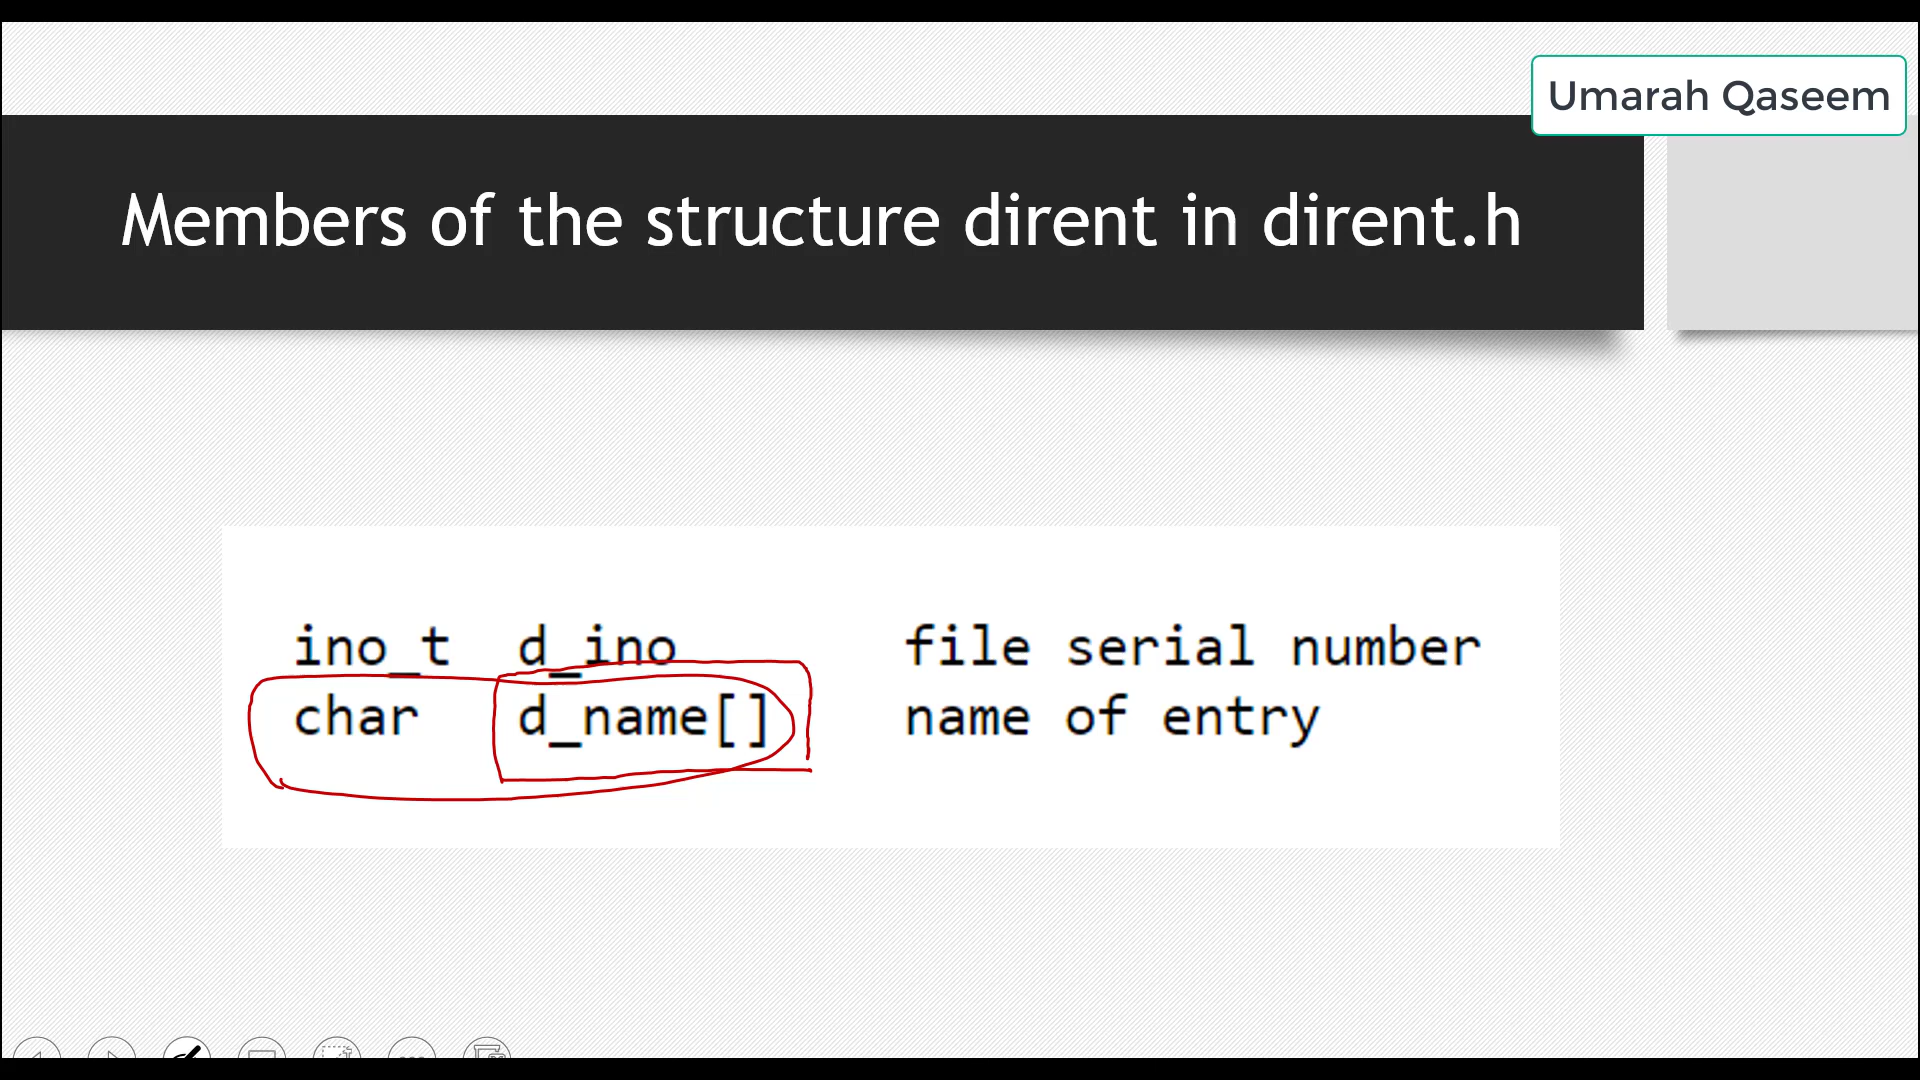 Umarah Qaseem
Members of the structure dirent in dirent.h
ino_t d_ino file serial number
char d_name[] name of entry